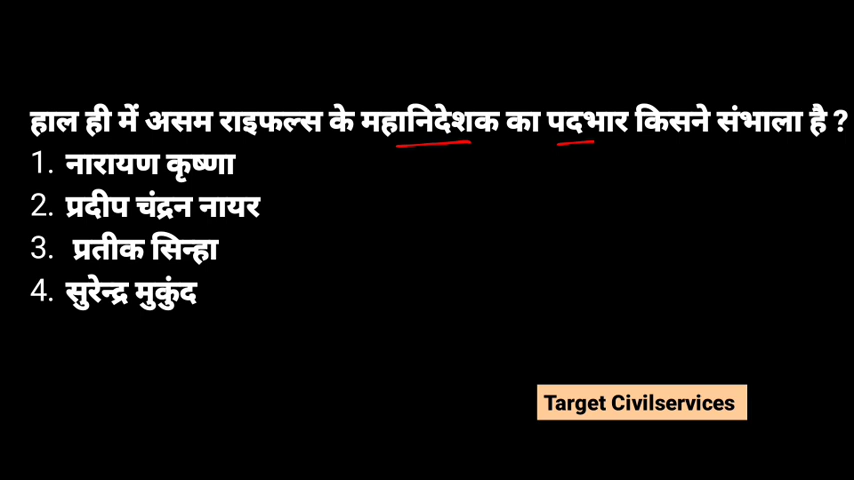 हाल ही में असम राइफल्स के महानिदेशक का पदभार किसने संभाला है ?
1. नारायण कृष्णा
2. प्रदीप चंद्रन नायर
3. प्रतीक सिन्हा
4. सुरेन्द्र मुकुंद
Target Civilservices